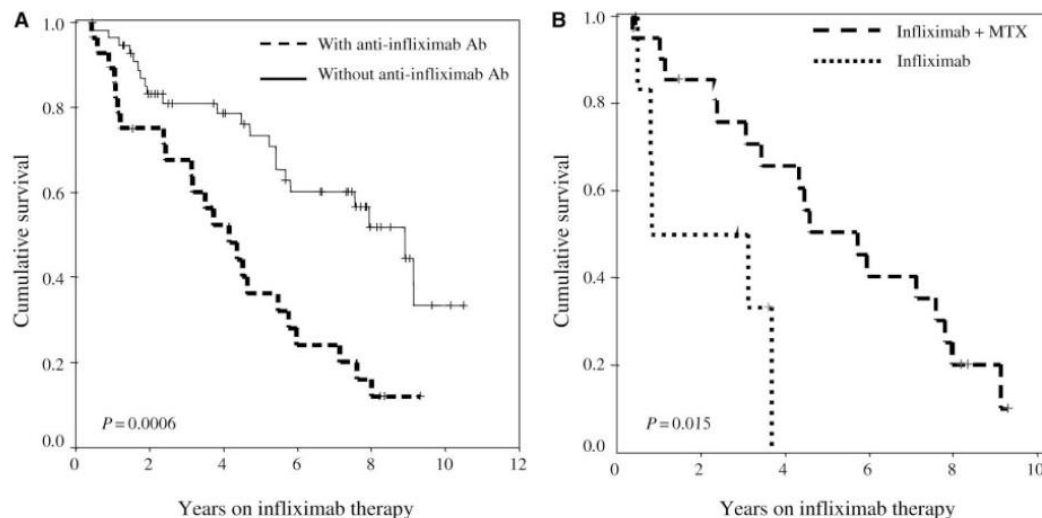 A
1.0
0.8
0.6
0.4
0.2
0.0
Cumulative survival
With anti-infliximab Ab
Without anti-infliximab Ab
P = 0.0006
0 2 4 6 8 10 12
Years on infliximab therapy
B
1.0
0.8
0.6
0.4
0.2
0.0
Cumulative survival
Infliximab + MTX
Infliximab
P = 0.015
0 2 4 6 8 10
Years on infliximab therapy